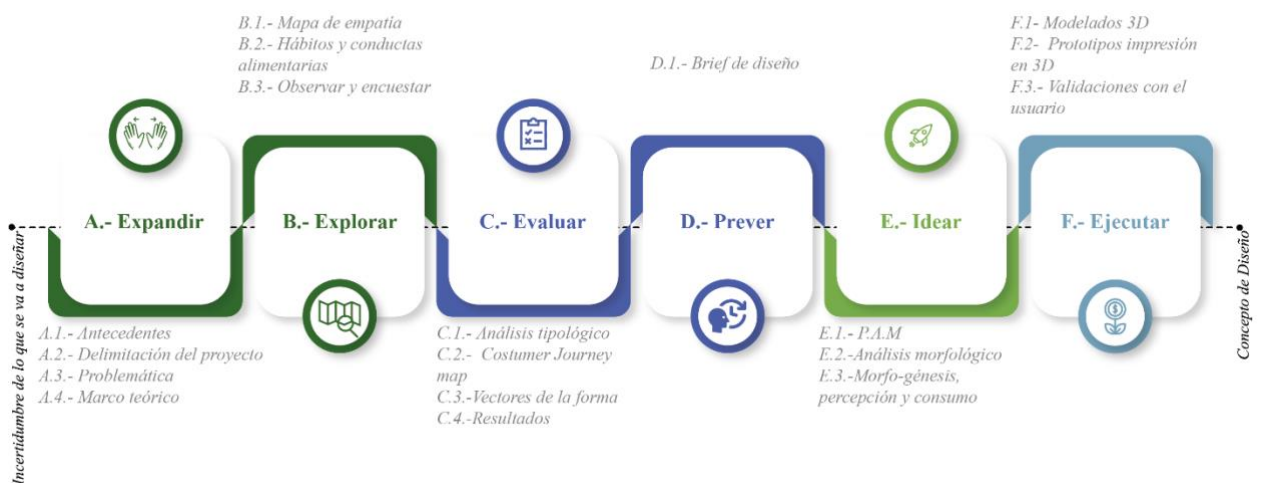 Incertidumbre de lo que se va a diseñar
A.- Expandir
A.1.- Antecedentes
A.2.- Delimitación del proyecto
A.3.- Problemática
A.4.- Marco teórico
B.1.- Mapa de empatía
B.2.- Hábitos y conductas
alimentarias
B.3.- Observar y encuestar
B.- Explorar
C.- Evaluar
C.1.- Análisis tipológico
C.2.- Costumer Journey
map
C.3.-Vectores de la forma
C.4.-Resultados
D.1.- Brief de diseño
D.- Prever
E.- Idear
E.1.- P.A.M
E.2.-Análisis morfológico
E.3.-Morfo-génesis,
percepción y consumo
F.1- Modelados 3D
F.2- Prototipos impresión
en 3D
F.3.- Validaciones con el
usuario
F.- Ejecutar
Concepto de Diseño